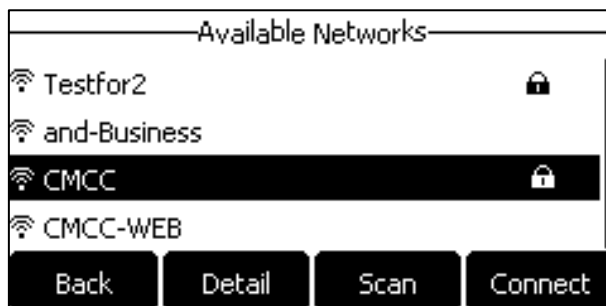 Available Networks
Testfor2
and-Business
CMCC
CMCC-WEB
Back Detail Scan Connect